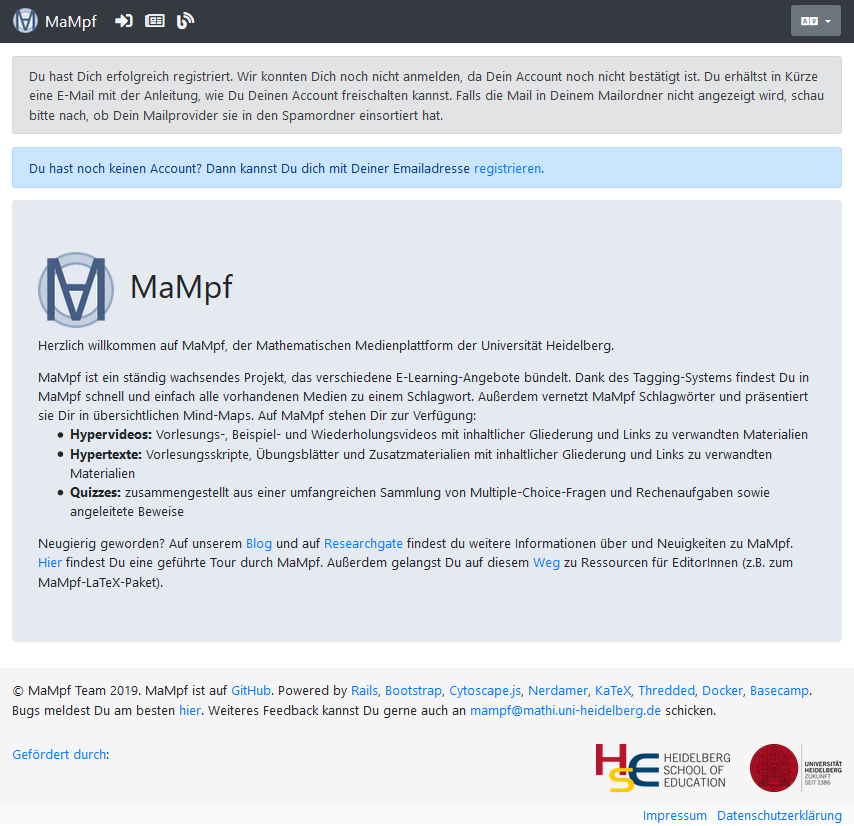 MaMpf
Du hast Dich erfolgreich registriert. Wir konnten Dich noch nicht anmelden, da Dein Account noch nicht bestätigt ist. Du erhältst in Kürze
eine E-Mail mit der Anleitung, wie Du Deinen Account freischalten kannst. Falls die Mail in Deinem Mailordner nicht angezeigt wird, schau
bitte nach, ob Dein Mailprovider sie in den Spamordner einsortiert hat.
Du hast noch keinen Account? Dann kannst Du dich mit Deiner Emailadresse registrieren.
MaMpf
Herzlich willkommen auf MaMpf, der Mathematischen Medienplattform der Universität Heidelberg.
MaMpf ist ein ständig wachsendes Projekt, das verschiedene E-Learning-Angebote bündelt. Dank des Tagging-Systems findest Du in
MaMpf schnell und einfach alle vorhandenen Medien zu einem Schlagwort. Außerdem vernetzt MaMpf Schlagwörter und präsentiert
sie Dir in übersichtlichen Mind-Maps. Auf MaMpf stehen Dir zur Verfügung:
• Hypervideos: Vorlesungs-, Beispiel- und Wiederholungsvideos mit inhaltlicher Gliederung und Links zu verwandten Materialien
• Hypertexte: Vorlesungsskripte, Übungsblätter und Zusatzmaterialien mit inhaltlicher Gliederung und Links zu verwandten
Materialien
• Quizzes: zusammengestellt aus einer umfangreichen Sammlung von Multiple-Choice-Fragen und Rechenaufgaben sowie
angeleitete Beweise
Neugierig geworden? Auf unserem Blog und auf Researchgate findest du weitere Informationen über und Neuigkeiten zu MaMpf.
Hier findest Du eine geführte Tour durch MaMpf. Außerdem gelangst Du auf diesem Weg zu Ressourcen für EditorInnen (z.B. zum
MaMpf-LaTeX-Paket).
© MaMpf Team 2019. MaMpf ist auf GitHub. Powered by Rails, Bootstrap, Cytoscape.js, Nerdamer, KaTeX, Thredded, Docker, Basecamp.
Bugs meldest Du am besten hier. Weiteres Feedback kannst Du gerne auch an mampf@mathi.uni-heidelberg.de schicken.
Gefördert durch:
HSE HEIDELBERG
SCHOOL OF
EDUCATION
UNIVERSITÄT
HEIDELBERG
ZUKUNFT
SEIT 1386
Impressum Datenschutzerklärung